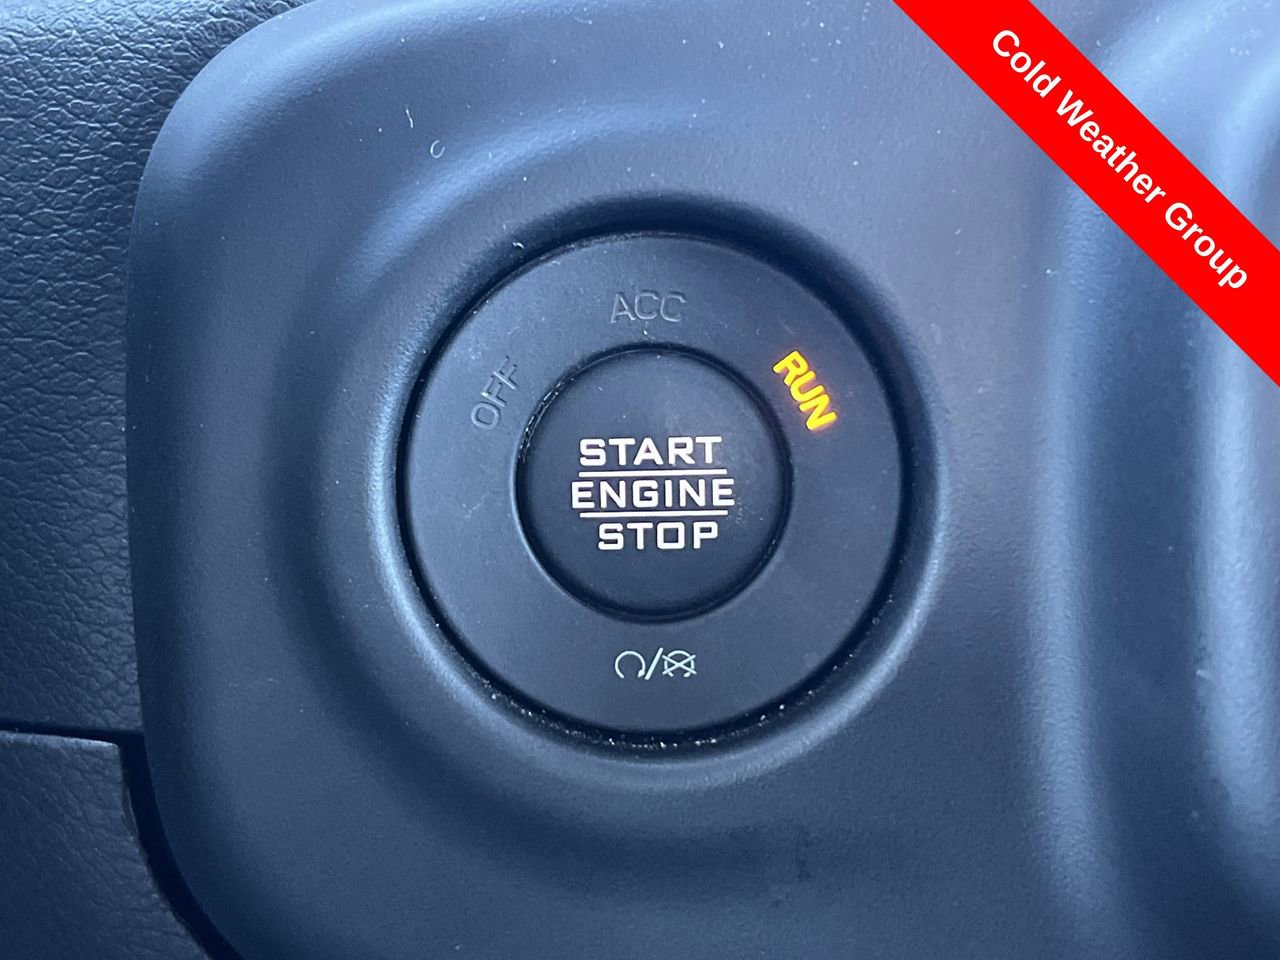 Cold Weather Group
ACC
OFF
RUN
START
ENGINE
STOP